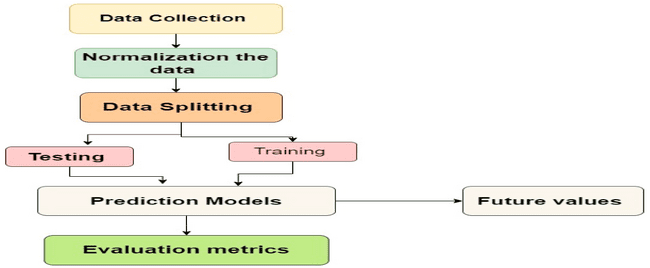 Data Collection
Normalization the
data
Data Splitting
Testing
Training
Prediction Models
Future values
Evaluation metrics